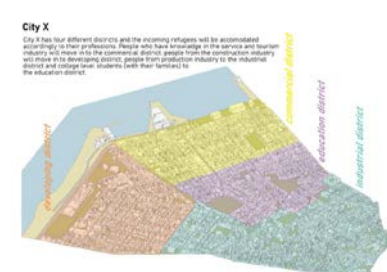 City X
City X has four different districts and the incoming refugees will be accomodated
accordingly to their professions. People who have knowledge in the service and tourism
industry will move in to the commercial district, people from the construction industry
will move in to developing district, people from production industry to the industrial
district and collage level students (with their families) to
the education district.
commercial district
education district
industrial district
developing district